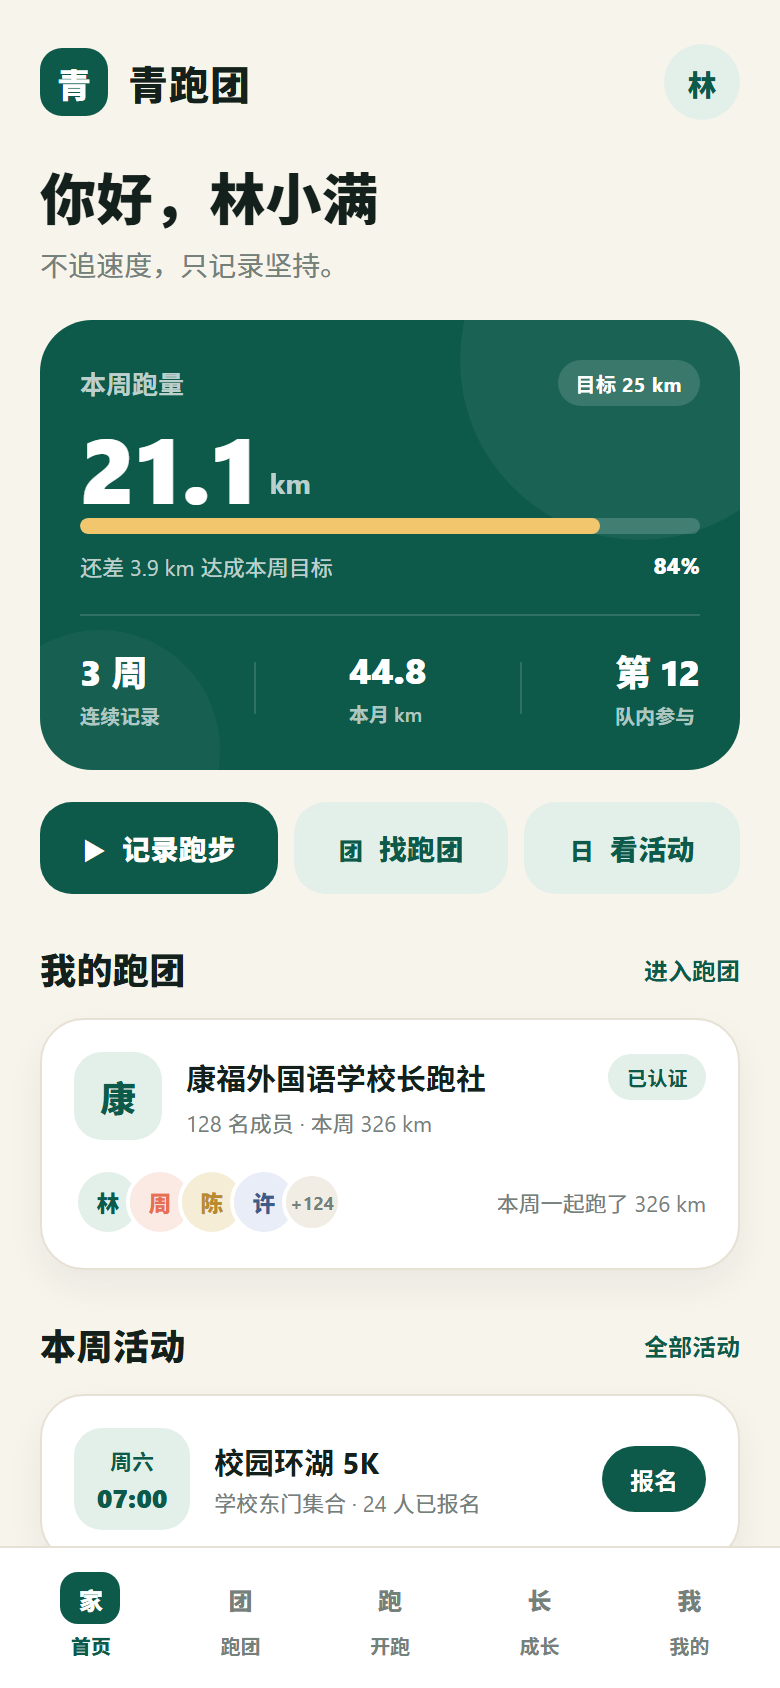 青 青跑团 林
你好，林小满
不追速度，只记录坚持。
本周跑量 目标 25 km
21.1 km
还差 3.9 km 达成本周目标 84%
3 周 44.8 第 12
连续记录 本月 km 队内参与
▶ 记录跑步 团 找跑团 日 看活动
我的跑团 进入跑团
康 康福外国语学校长跑社 已认证
128 名成员 · 本周 326 km
林 周 陈 许 +124 本周一起跑了 326 km
本周活动 全部活动
周六 校园环湖 5K 报名
07:00 学校东门集合 · 24 人已报名
家 团 跑 长 我
首页 跑团 开跑 成长 我的